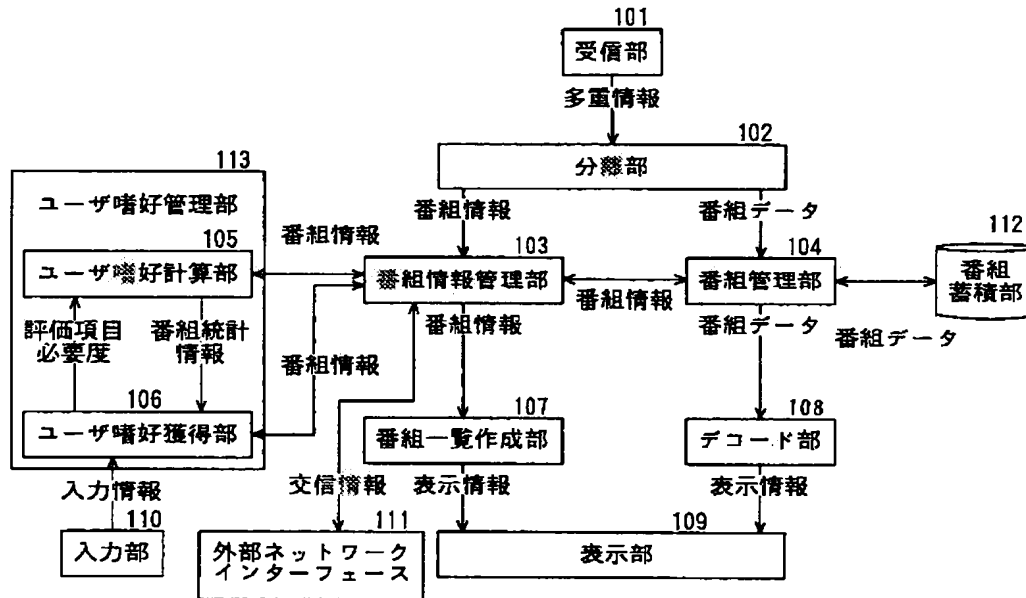 101
受信部
多重情報
102
分離部
113
ユーザ嗜好管理部
番組情報
番組データ
105
番組情報
103
104
112
ユーザ嗜好計算部
番組情報管理部
番組管理部
番組
蓄積部
番組情報
評価項目
必要度
番組統計
情報
番組情報
番組データ
番組データ
番組情報
106
107
108
ユーザ嗜好獲得部
番組一覧作成部
デコード部
入力情報
交信情報
表示情報
表示情報
110
111
109
入力部
外部ネットワーク
インターフェース
表示部